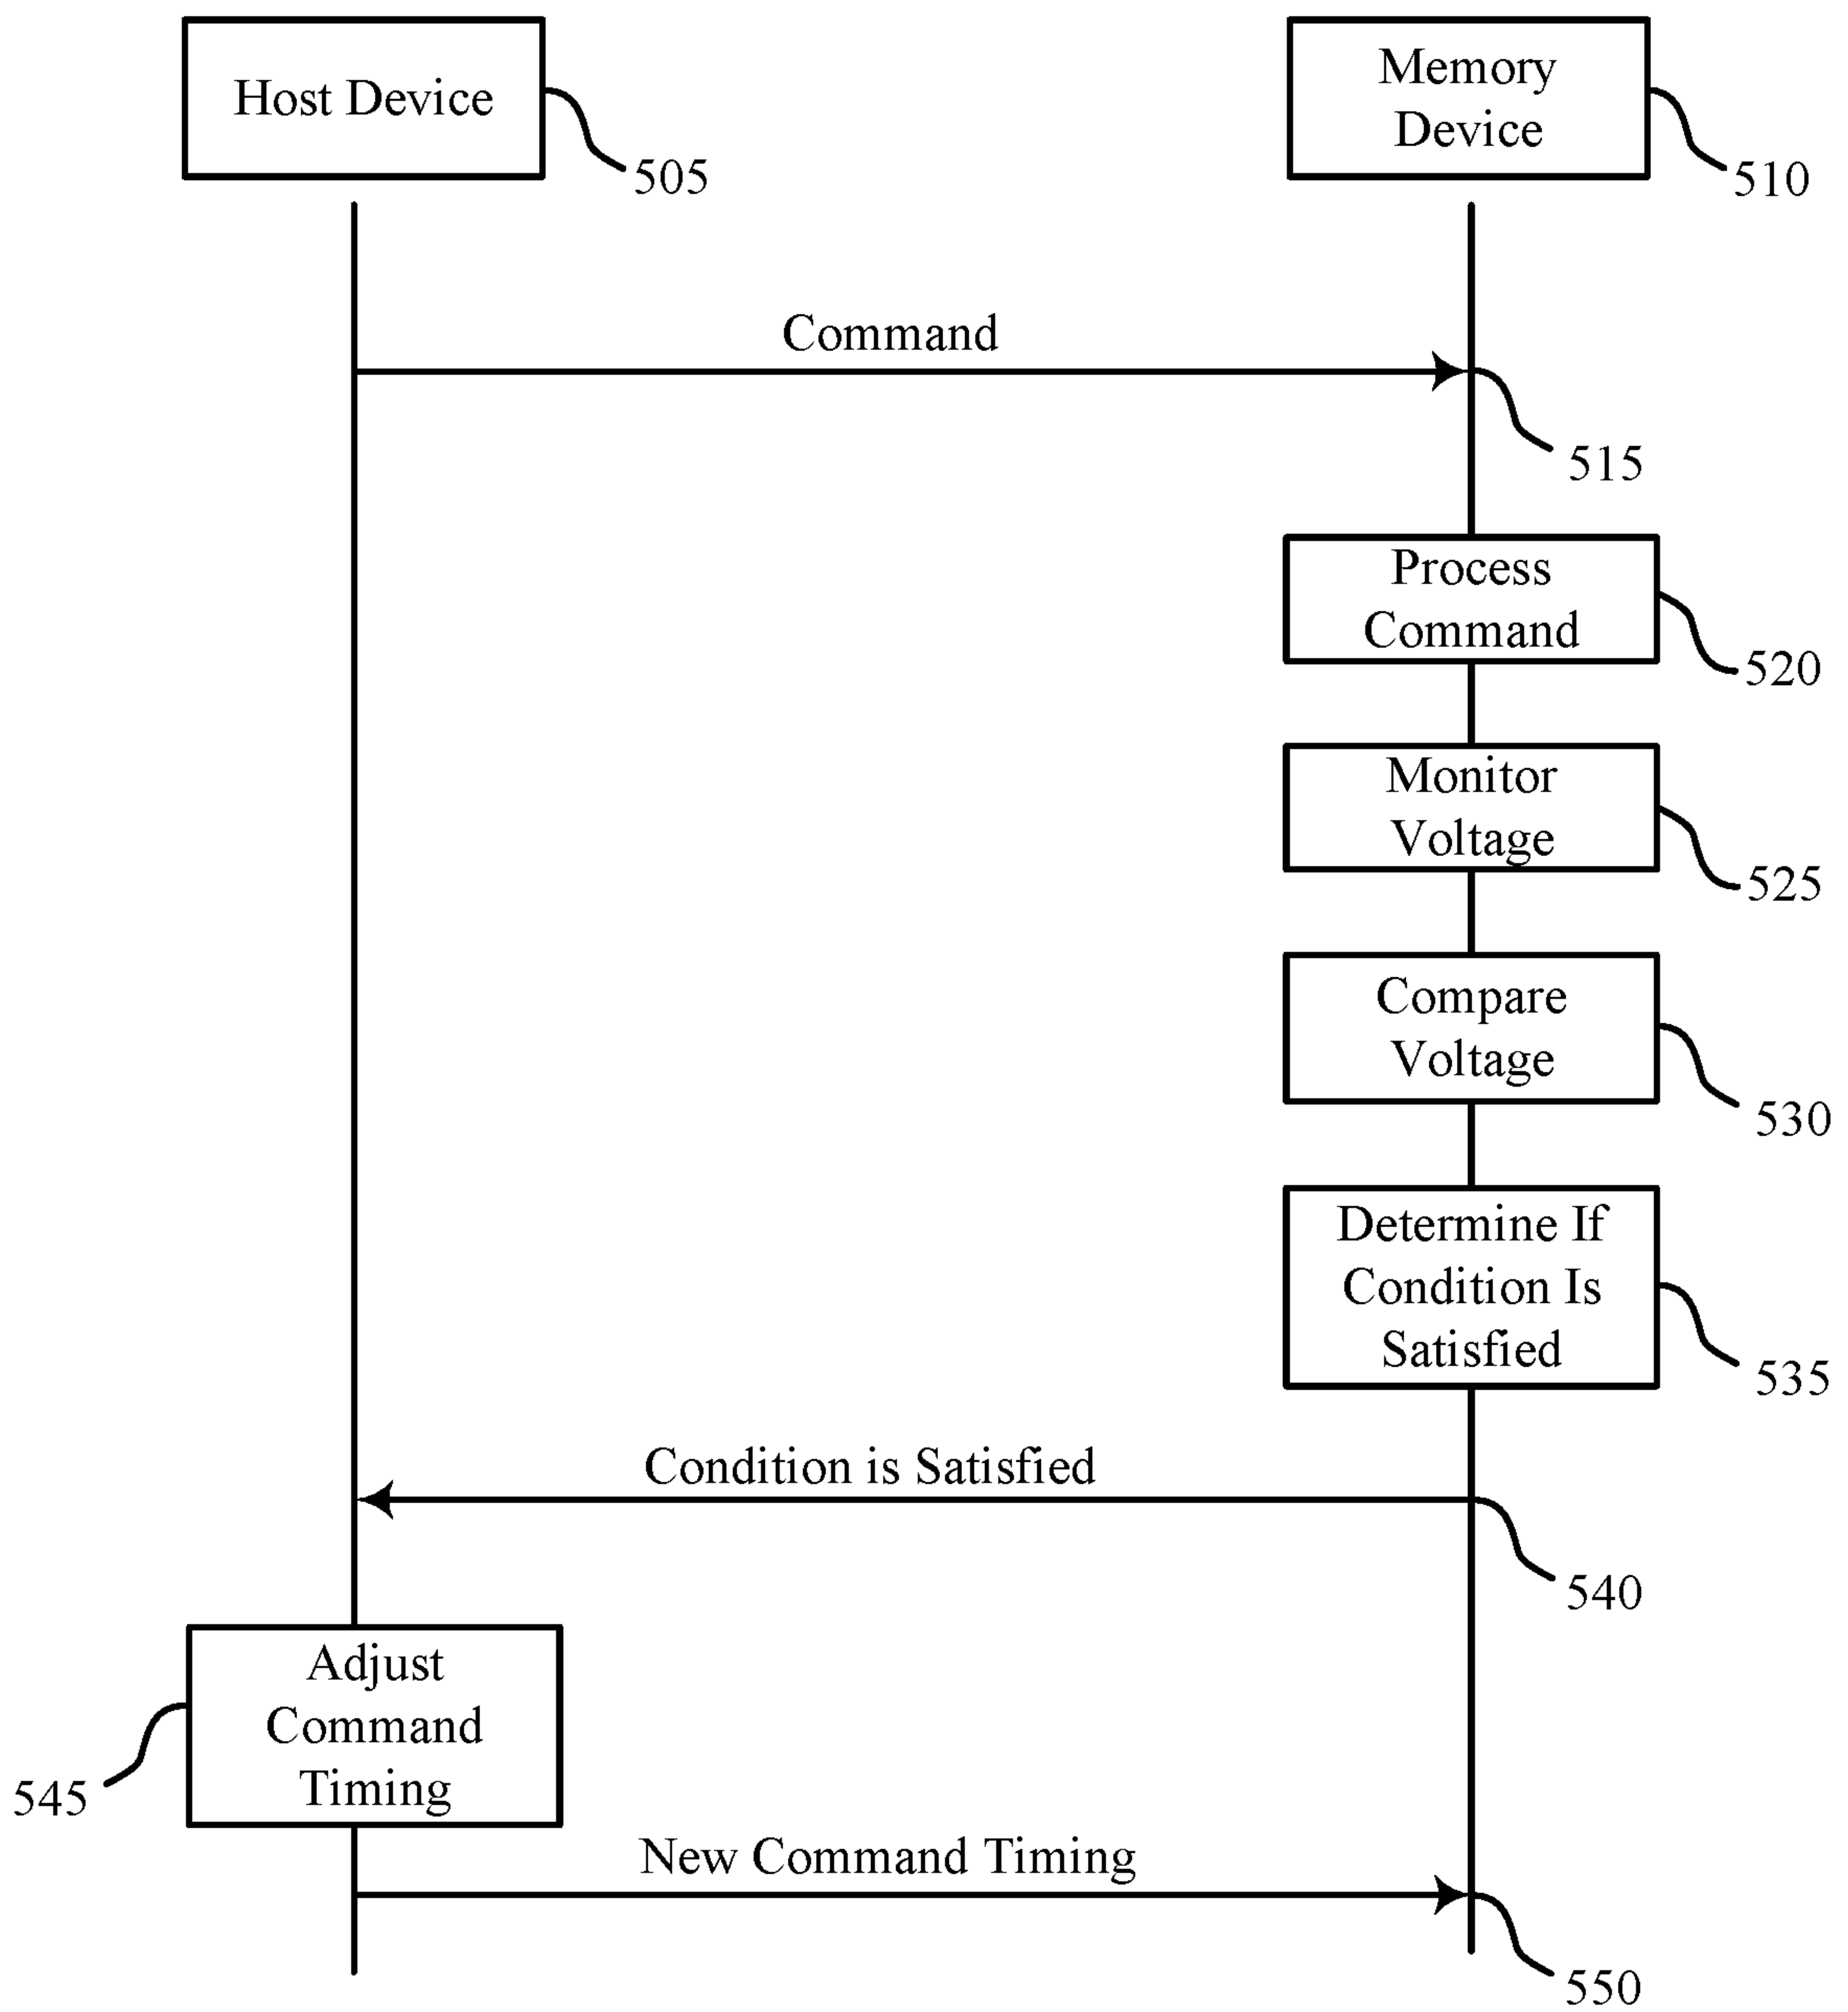 Host Device
505
Memory
Device
510
Command
515
Process
Command
520
Monitor
Voltage
525
Compare
Voltage
530
Determine If
Condition Is
Satisfied
535
Condition is Satisfied
540
Adjust
Command
Timing
545
New Command Timing
550